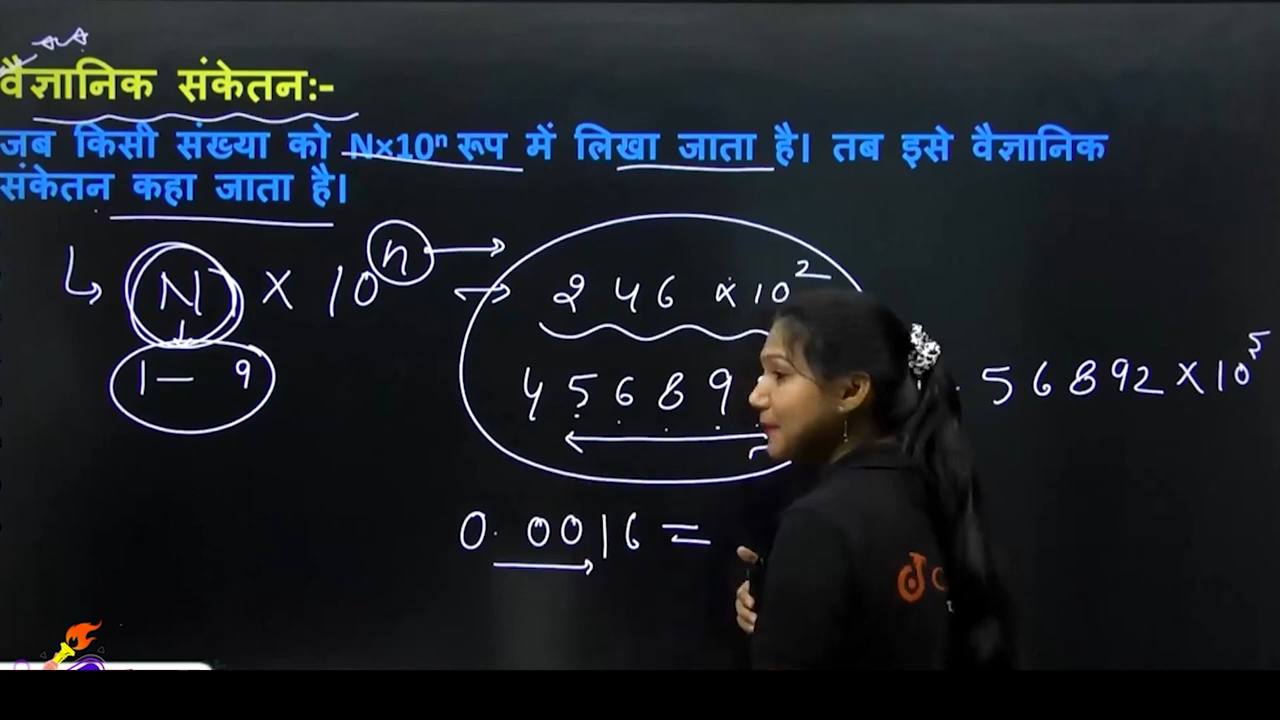 वैज्ञानिक संकेतन:-
जब किसी संख्या को N×10ⁿ रूप में लिखा जाता है। तब इसे वैज्ञानिक
संकेतन कहा जाता है।
N × 10ⁿ
246 ×10²
1 — 9
45689
.56892×10⁵
0.0016 =